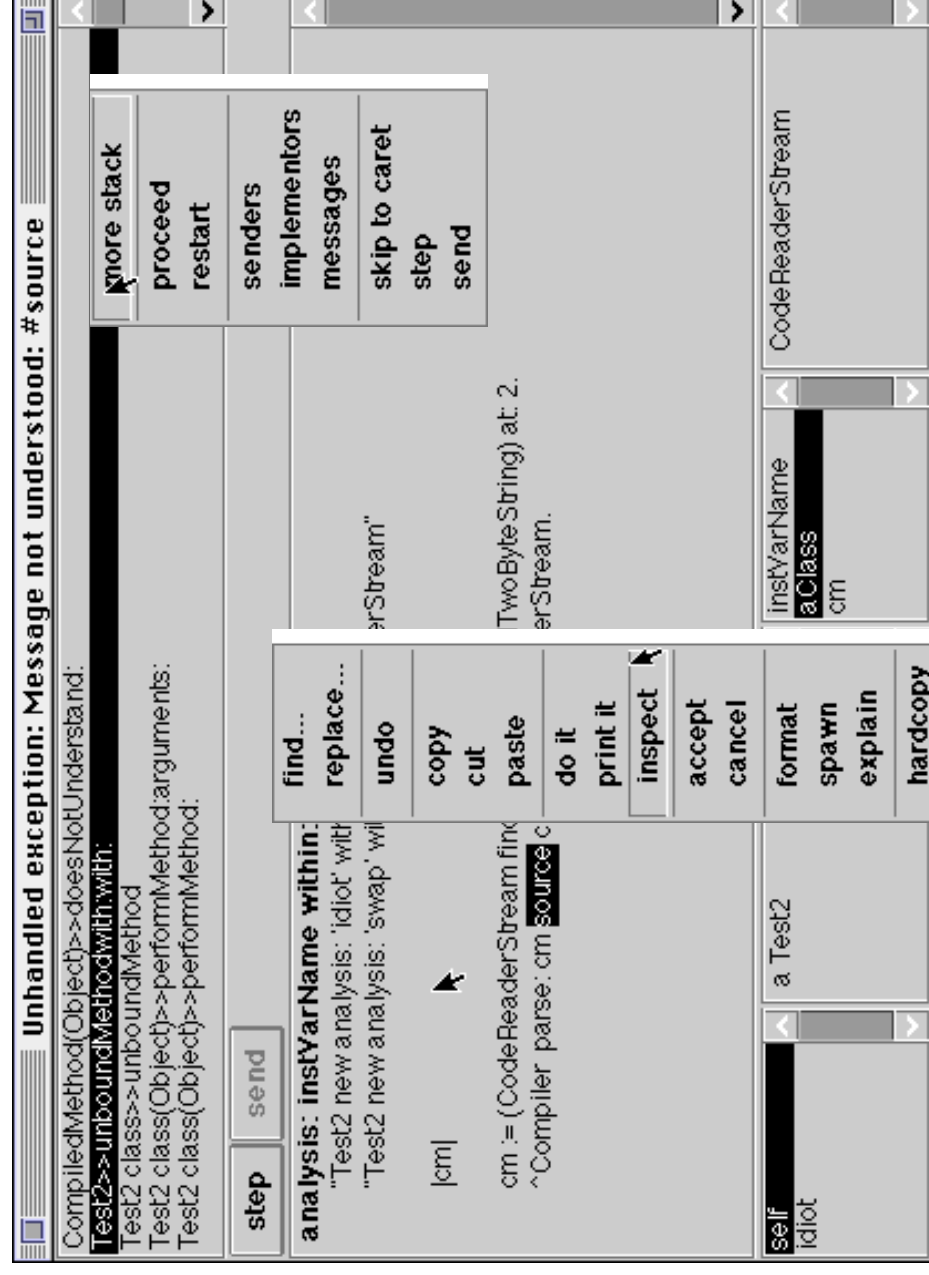 Unhandled exception: Message not understood: #source
CompiledMethod(Object)>>doesNotUnderstand:
Test2>>unboundMethodwith:with:
Test2 class>>unboundMethod
Test2 class(Object)>>performMethod:arguments:
Test2 class(Object)>>performMethod:
more stack
proceed
restart
senders
implementors
messages
skip to caret
step
send
step
send
analysis: instVarName within:
"Test2 new analysis: 'idiot' with
"Test2 new analysis: 'swap' wi
erStream"
|cm|
cm := (CodeReaderStream find
TwoByteString) at: 2.
^Compiler parse: cm source c
erStream.
find...
replace...
undo
copy
cut
paste
do it
print it
inspect
accept
cancel
format
spawn
explain
hardcopy
self
idiot
a Test2
instVarName
aClass
cm
CodeReaderStream